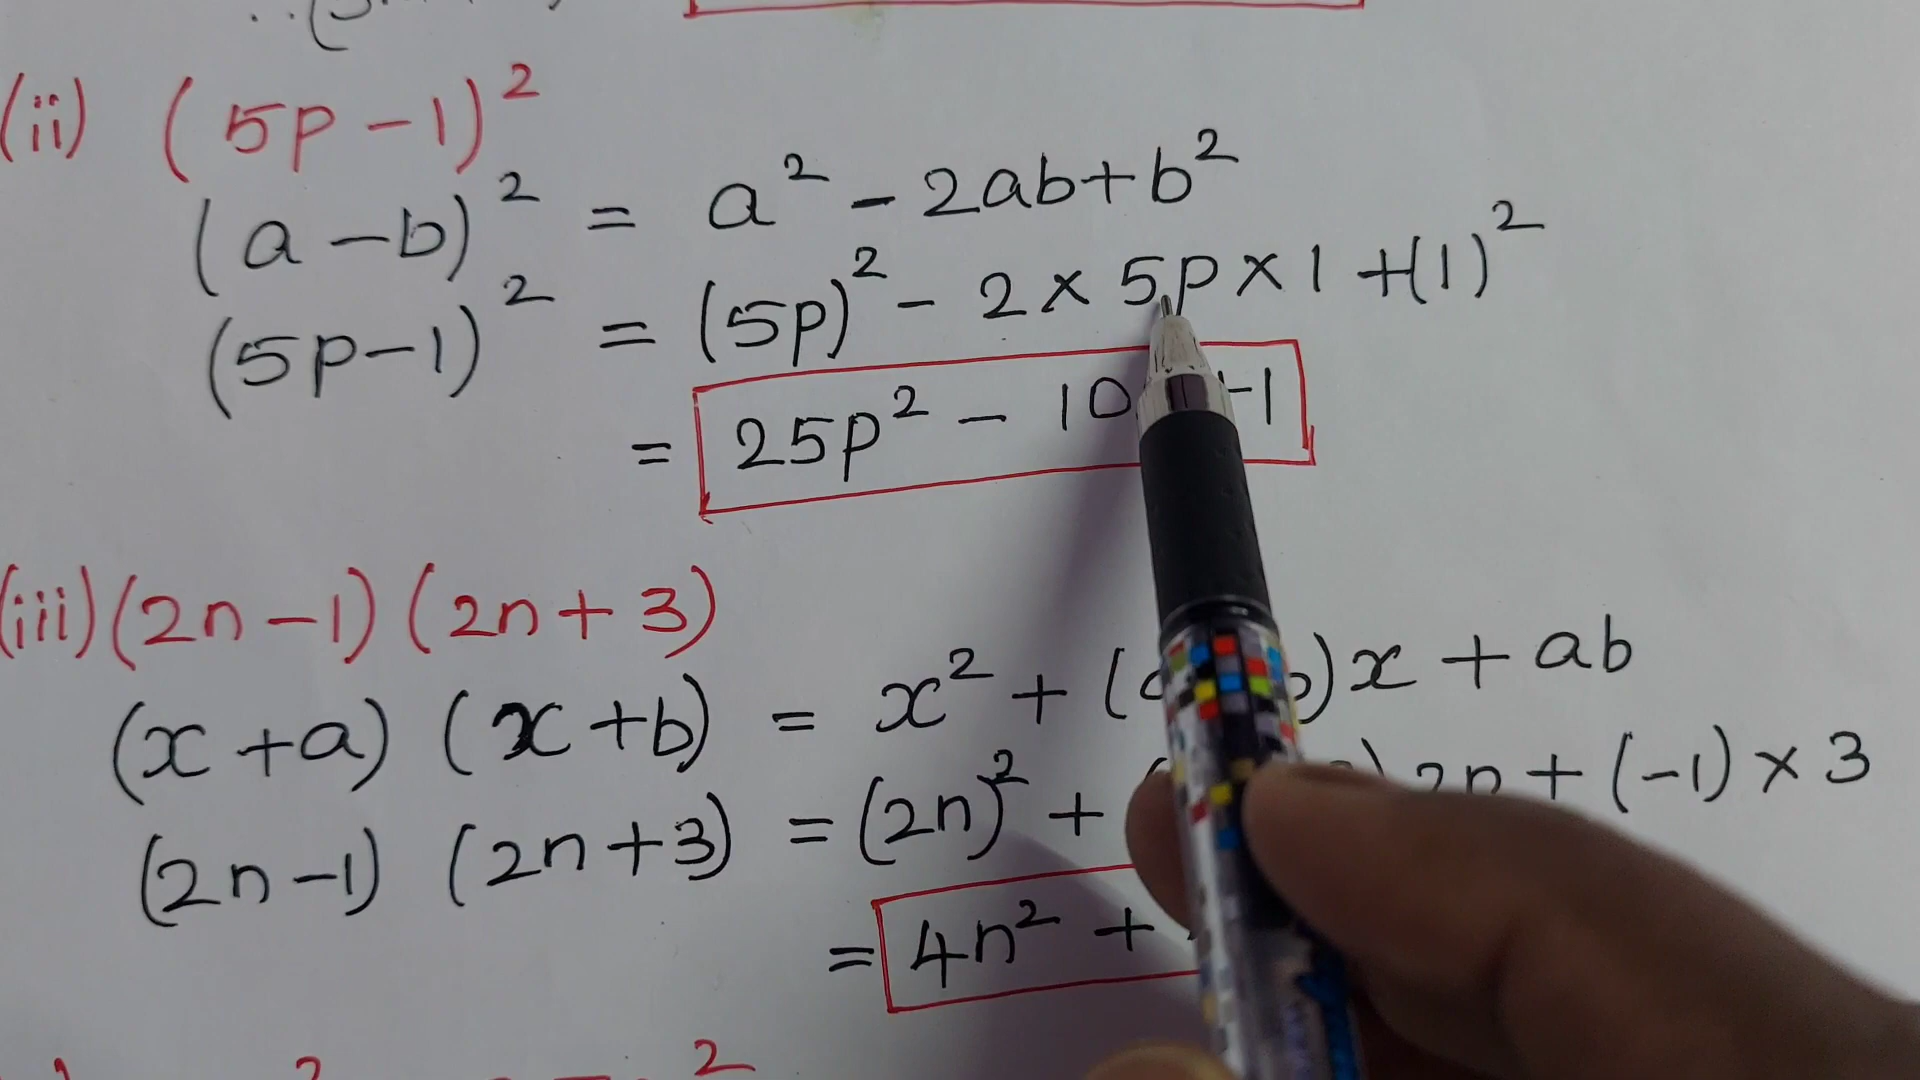 (ii) (5p-1)²
(a-b)² = a² - 2ab+b²
(5p-1)² = (5p)² - 2 × 5p × 1 +(1)²
= 25p² - 10 +1
(iii) (2n-1) (2n+3)
(x+a) (x+b) = x² + ( )x + ab
(2n-1) (2n+3) = (2n)² + ( ) 2n + (-1) × 3
= 4n² +